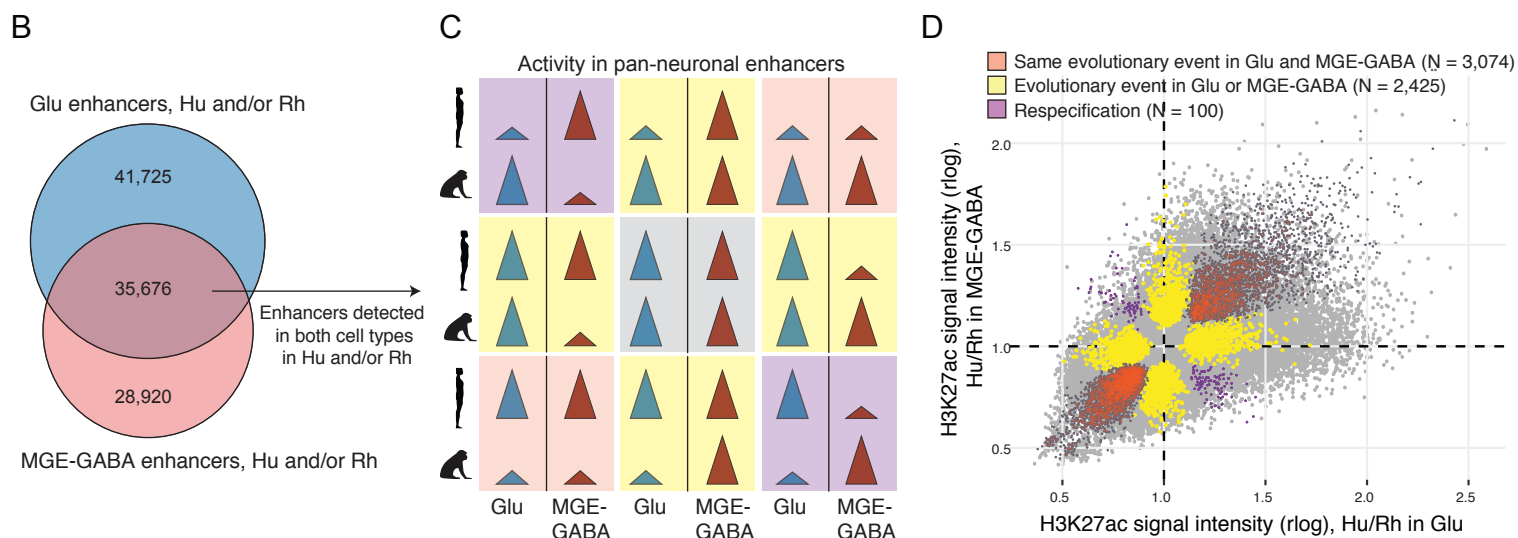 B
Glu enhancers, Hu and/or Rh
41,725
35,676
28,920
MGE-GABA enhancers, Hu and/or Rh
Enhancers detected
in both cell types
in Hu and/or Rh
C
Activity in pan-neuronal enhancers
Glu
MGE-
GABA
Glu
MGE-
GABA
Glu
MGE-
GABA
D
Same evolutionary event in Glu and MGE-GABA (N = 3,074)
Evolutionary event in Glu or MGE-GABA (N = 2,425)
Respecification (N = 100)
H3K27ac signal intensity (rlog),
Hu/Rh in MGE-GABA
2.0
1.5
1.0
0.5
0.5
1.0
1.5
2.0
2.5
H3K27ac signal intensity (rlog), Hu/Rh in Glu